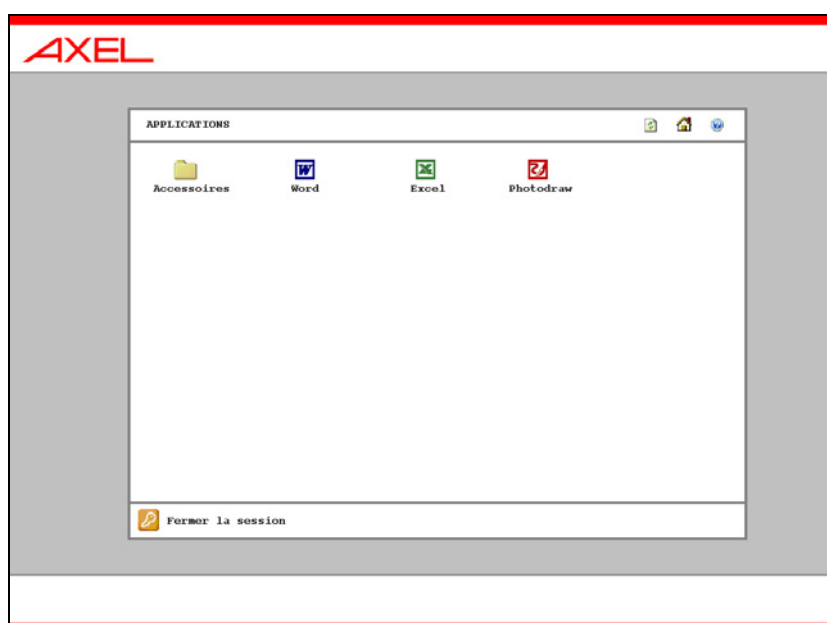 AXEL
APPLICATIONS
Accessoires Word Excel Photodraw
Fermer la session